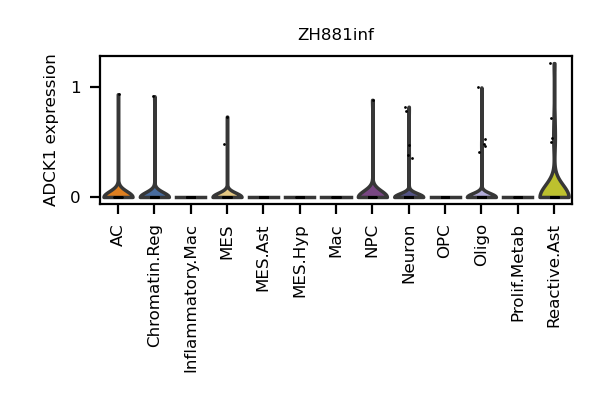 ZH881inf
ADCK1 expression
1
0
AC
Chromatin.Reg
Inflammatory.Mac
MES
MES.Ast
MES.Hyp
Mac
NPC
Neuron
OPC
Oligo
Prolif.Metab
Reactive.Ast